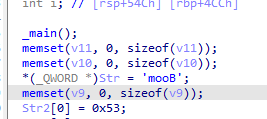 int i; // [rsp+54Ch] [rbp+4CCh]
_main();
memset(v11, 0, sizeof(v11));
memset(v10, 0, sizeof(v10));
*(_QWORD *)Str = 'mooB';
memset(v9, 0, sizeof(v9));
Str2[0] = 0x53;